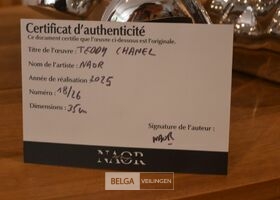 Certificat d'authenticité
Ce document certifie que l'œuvre ci-dessous est l'originale.
Titre de l'œuvre : TEDDY CHANEL
Nom de l'artiste : NAOR
Année de réalisation : 2025
Numéro : 18/26
Dimensions : 35cm
Signature de l'auteur :
NAOR
NAOR
BELGA VEILINGEN